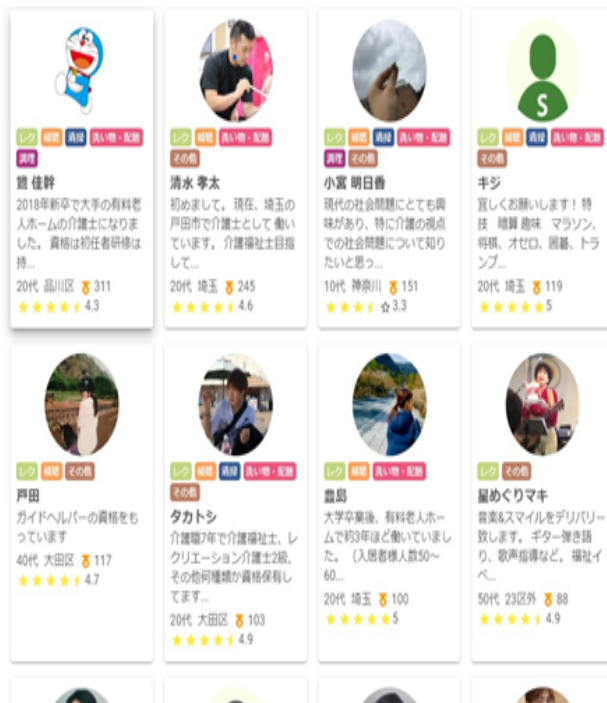 レク 傾聴 清掃 洗い物・配膳
調理
佳幹
2018年新卒で大手の有料老
人ホームの介護士になりま
した。 資格は初任者研修は
持...
20代 品川区 311
4.3
レク 傾聴 洗い物・配膳
その他
清水 孝太
初めまして。 現在、埼玉の
戸田市で介護士として 働い
ています。 介護福祉士目指
して...
20代 埼玉 245
4.6
レク 傾聴 清掃 洗い物・配膳
調理 その他
小宮 明日香
現代の社会問題にとても興
味があり、特に介護の視点
での社会問題について知り
たいと思っ...
10代 神奈川 151
3.3
S
レク 傾聴 清掃 洗い物・配膳
その他
キジ
宜しくお願いします！ 特
技 暗算 趣味 マラソン、
将棋、オセロ、囲碁、トラ
ンプ...
20代 埼玉 119
5
レク 傾聴 その他
戸田
ガイドヘルパーの資格をも
っています
40代 大田区 117
4.7
レク 傾聴 清掃 洗い物・配膳
その他
タカトシ
介護職7年で介護福祉士、レ
クリエーション介護士2級、
その他何種類か資格保有し
てます...
20代 大田区 103
4.9
レク 傾聴 洗い物・配膳
豊島
大学卒業後、有料老人ホー
ムで約3年ほど働いていまし
た。 （入居者様人数50～
60...
20代 埼玉 100
5
レク その他
星めぐりマキ
音楽&スマイルをデリバリー
致します。 ギター弾き語
り、歌声指導など。 福祉イ
ベ...
50代 23区外 88
4.9